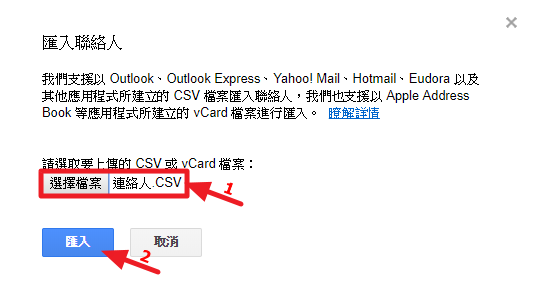 匯入聯絡人
我們支援以 Outlook、Outlook Express、Yahoo! Mail、Hotmail、Eudora 以及
其他應用程式所建立的 CSV 檔案匯入聯絡人，我們也支援以 Apple Address
Book 等應用程式所建立的 vCard 檔案進行匯入。 瞭解詳情
請選取要上傳的 CSV 或 vCard 檔案：
選擇檔案 連絡人.CSV 1
匯入 取消
2